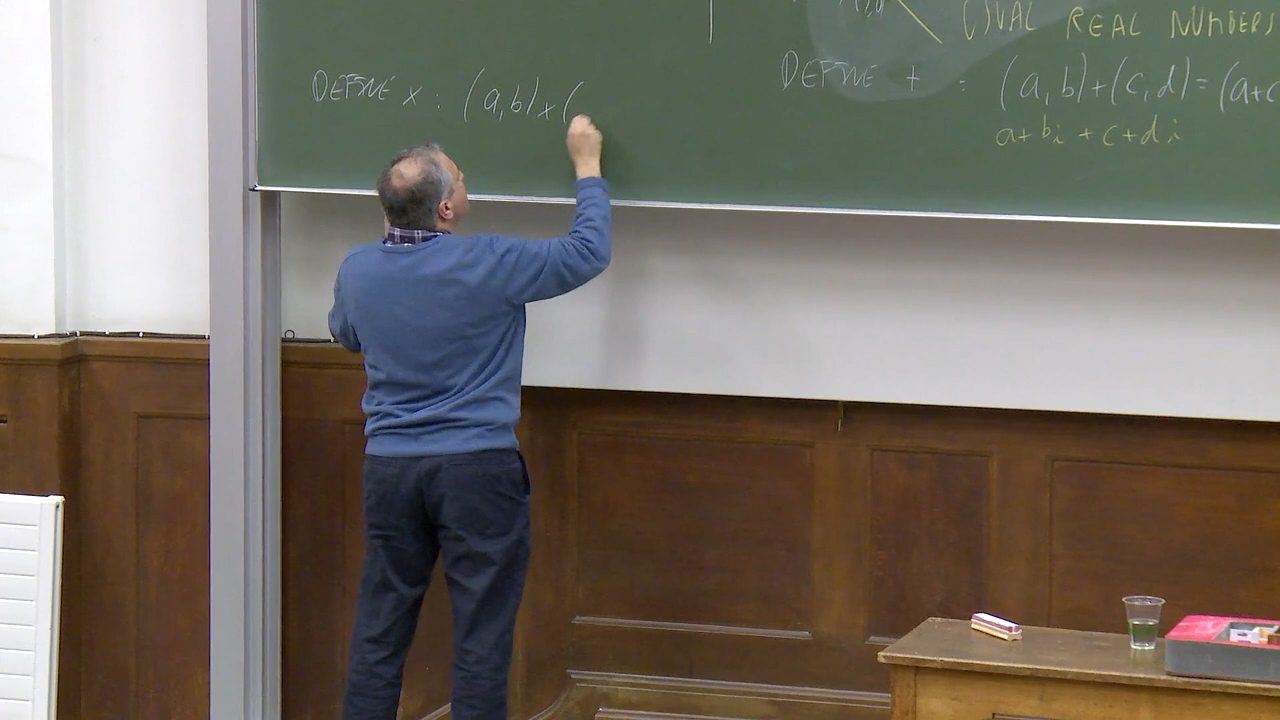 USUAL REAL NUMBERS
DEFINE + : (a,b)+(c,d)=(a+c
a+bi + c+di
DEFINE x : (a,b) x (